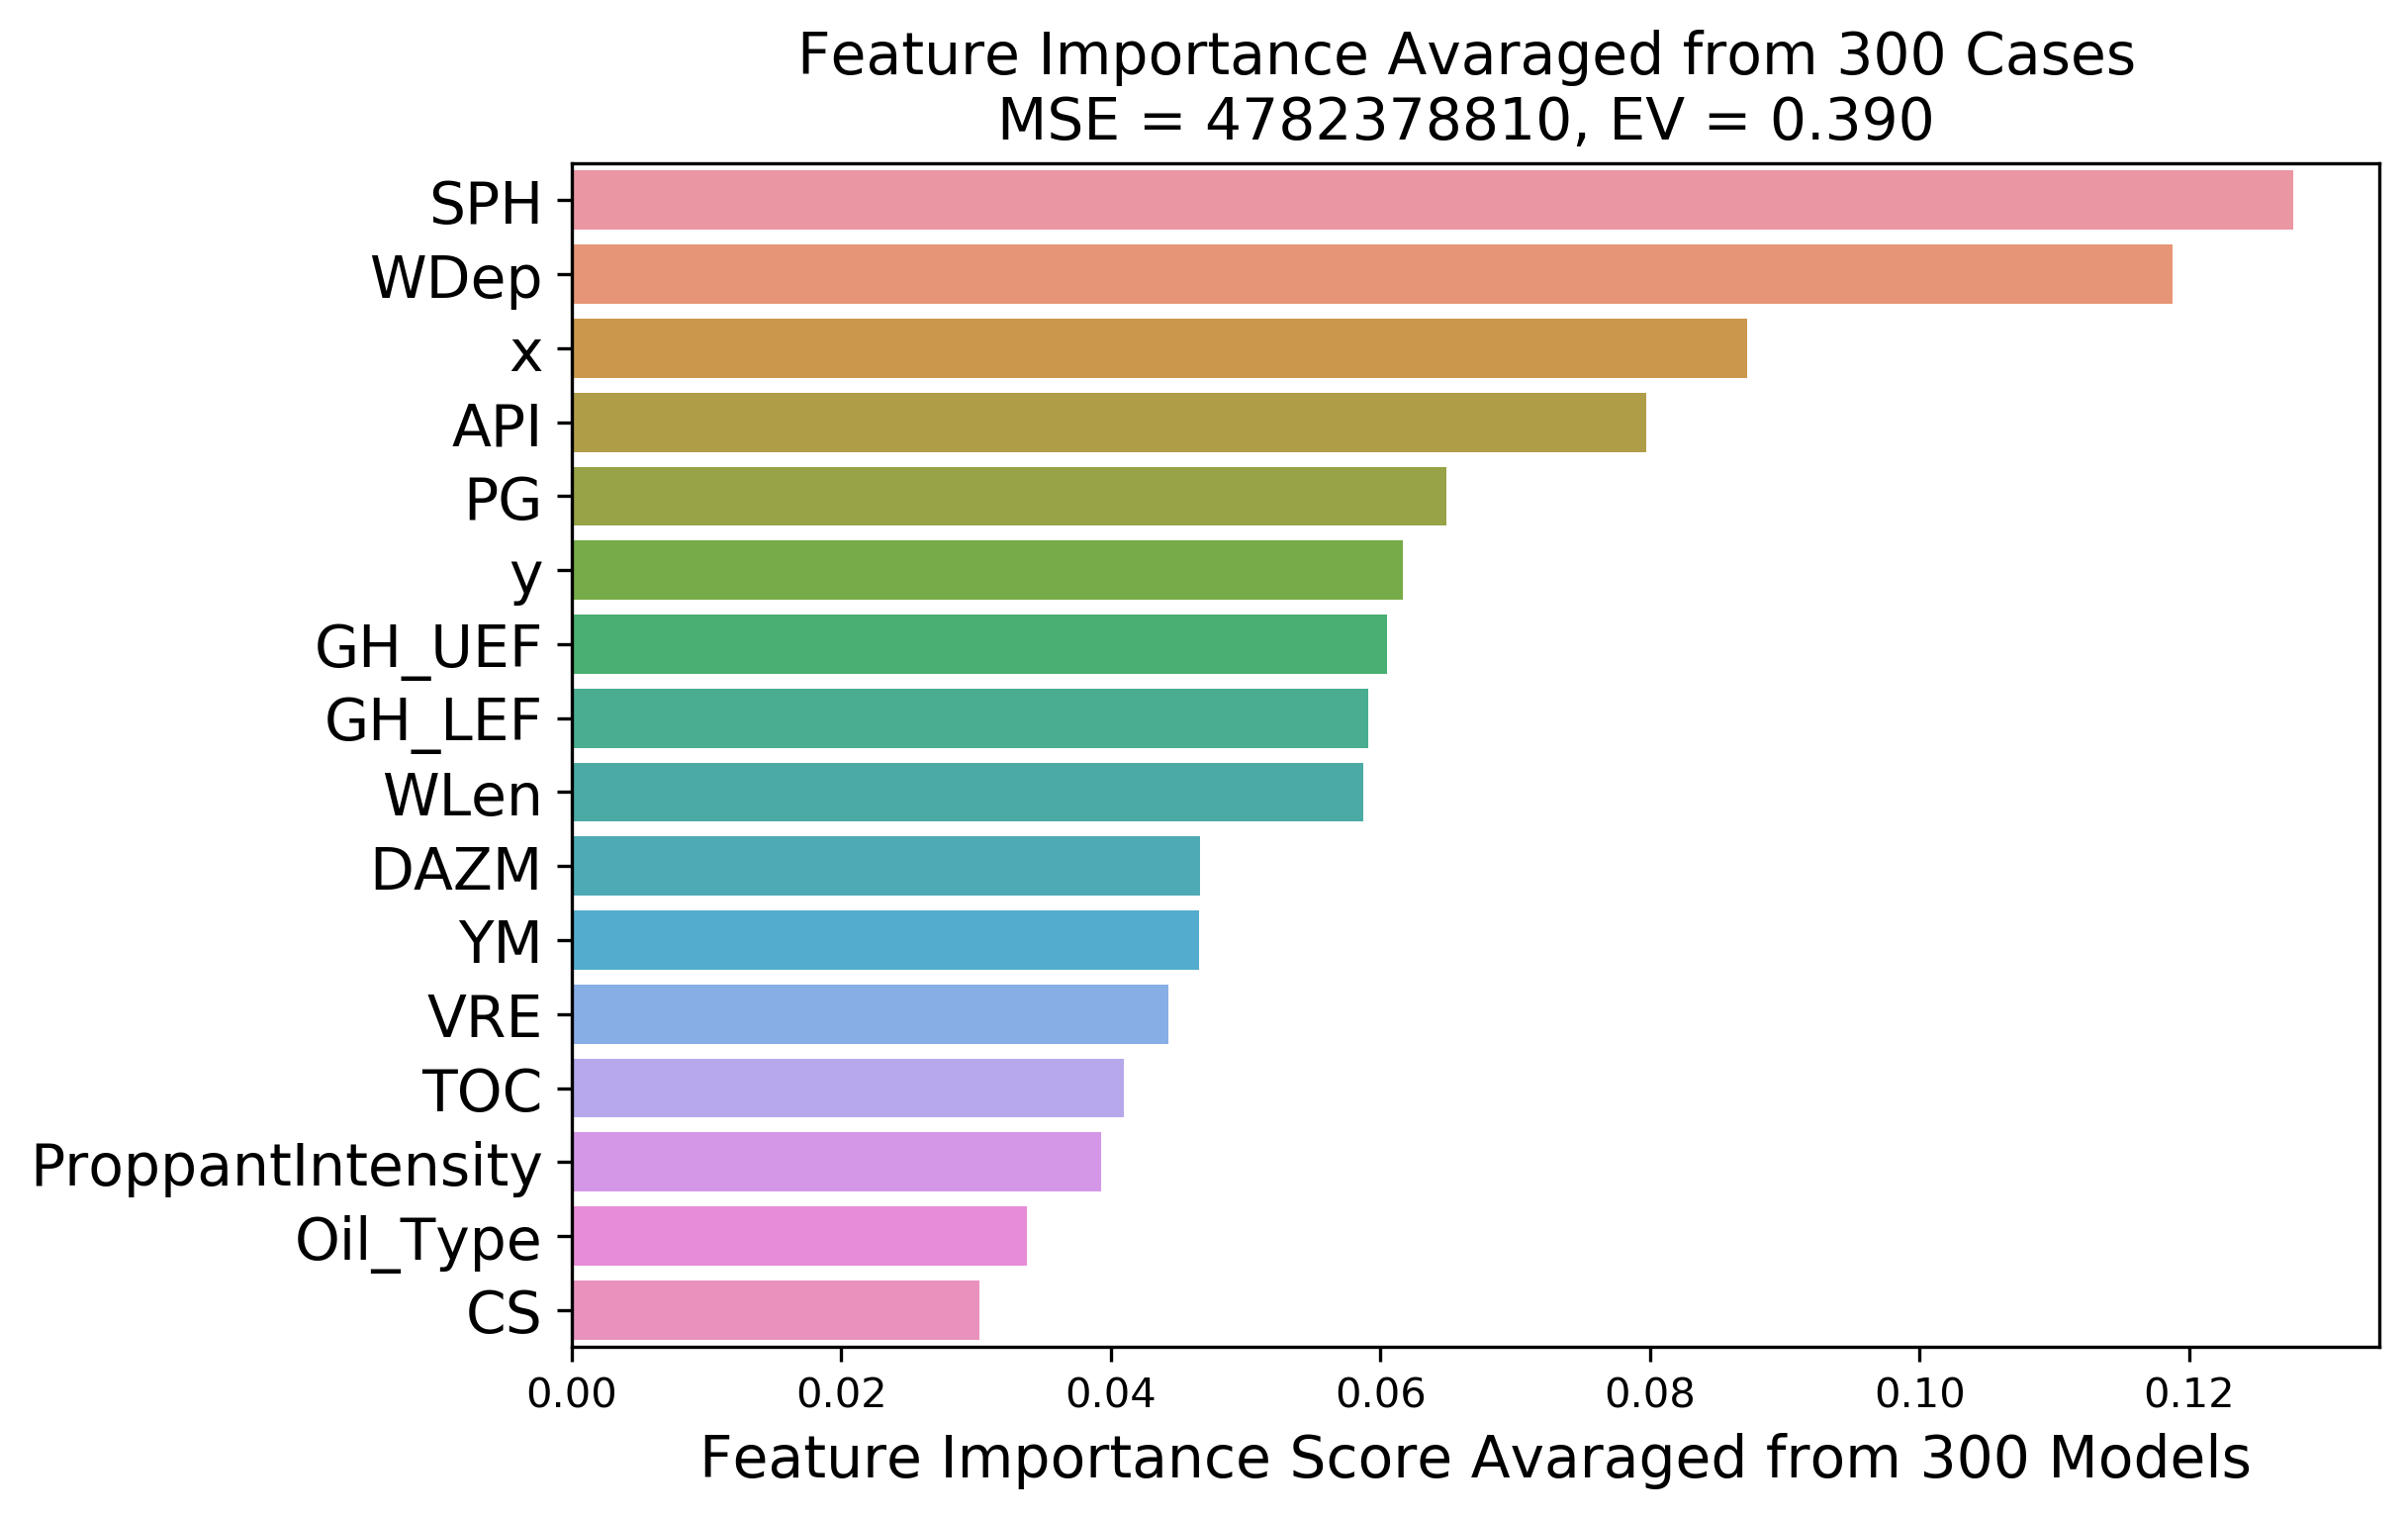 Feature Importance Avaraged from 300 Cases
MSE = 4782378810, EV = 0.390
SPH
WDep
x
API
PG
y
GH_UEF
GH_LEF
WLen
DAZM
YM
VRE
TOC
ProppantIntensity
Oil_Type
CS
0.00 0.02 0.04 0.06 0.08 0.10 0.12
Feature Importance Score Avaraged from 300 Models